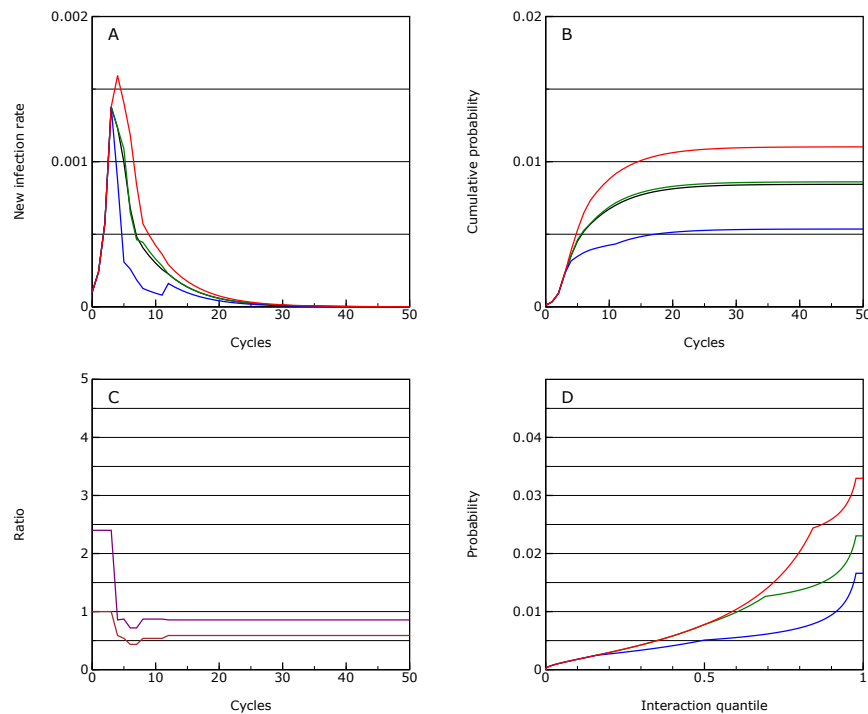 A
0.002
0.001
0
New infection rate
0 10 20 30 40 50
Cycles
B
0.02
0.01
0
Cumulative probability
0 10 20 30 40 50
Cycles
C
5
4
3
2
1
0
Ratio
0 10 20 30 40 50
Cycles
D
0.04
0.03
0.02
0.01
0
Probability
0 0.5 1
Interaction quantile